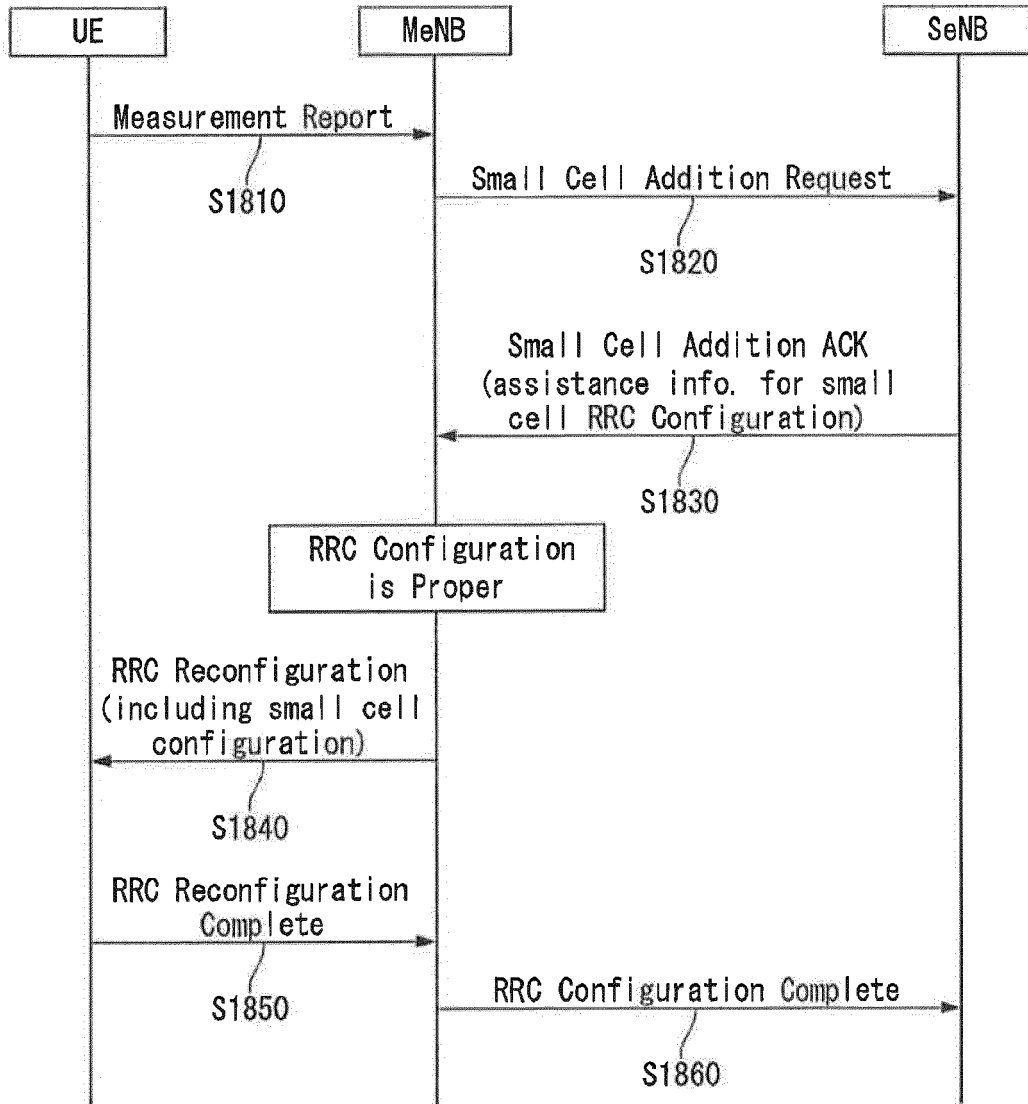 UE
MeNB
SeNB
Measurement Report
S1810
Small Cell Addition Request
S1820
Small Cell Addition ACK
(assistance info. for small
cell RRC Configuration)
S1830
RRC Configuration
is Proper
RRC Reconfiguration
(including small cell
configuration)
S1840
RRC Reconfiguration
Complete
S1850
RRC Configuration Complete
S1860